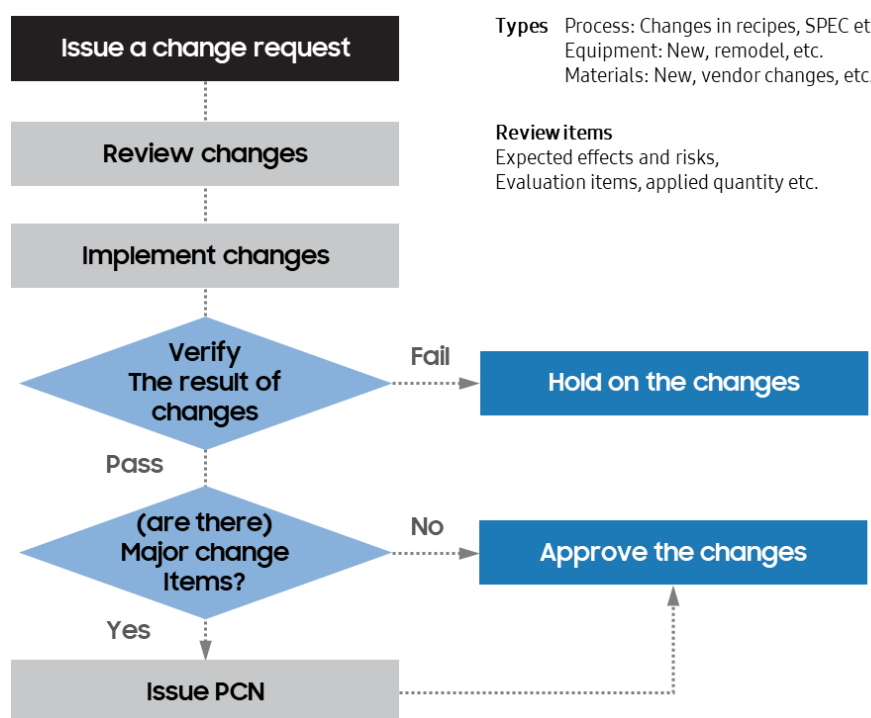 Issue a change request
Types Process: Changes in recipes, SPEC et
Equipment: New, remodel, etc.
Materials: New, vendor changes, etc.
Review changes
Review items
Expected effects and risks,
Evaluation items, applied quantity etc.
Implement changes
Verify
The result of
changes
Fail
Hold on the changes
Pass
(are there)
Major change
Items?
No
Approve the changes
Yes
Issue PCN